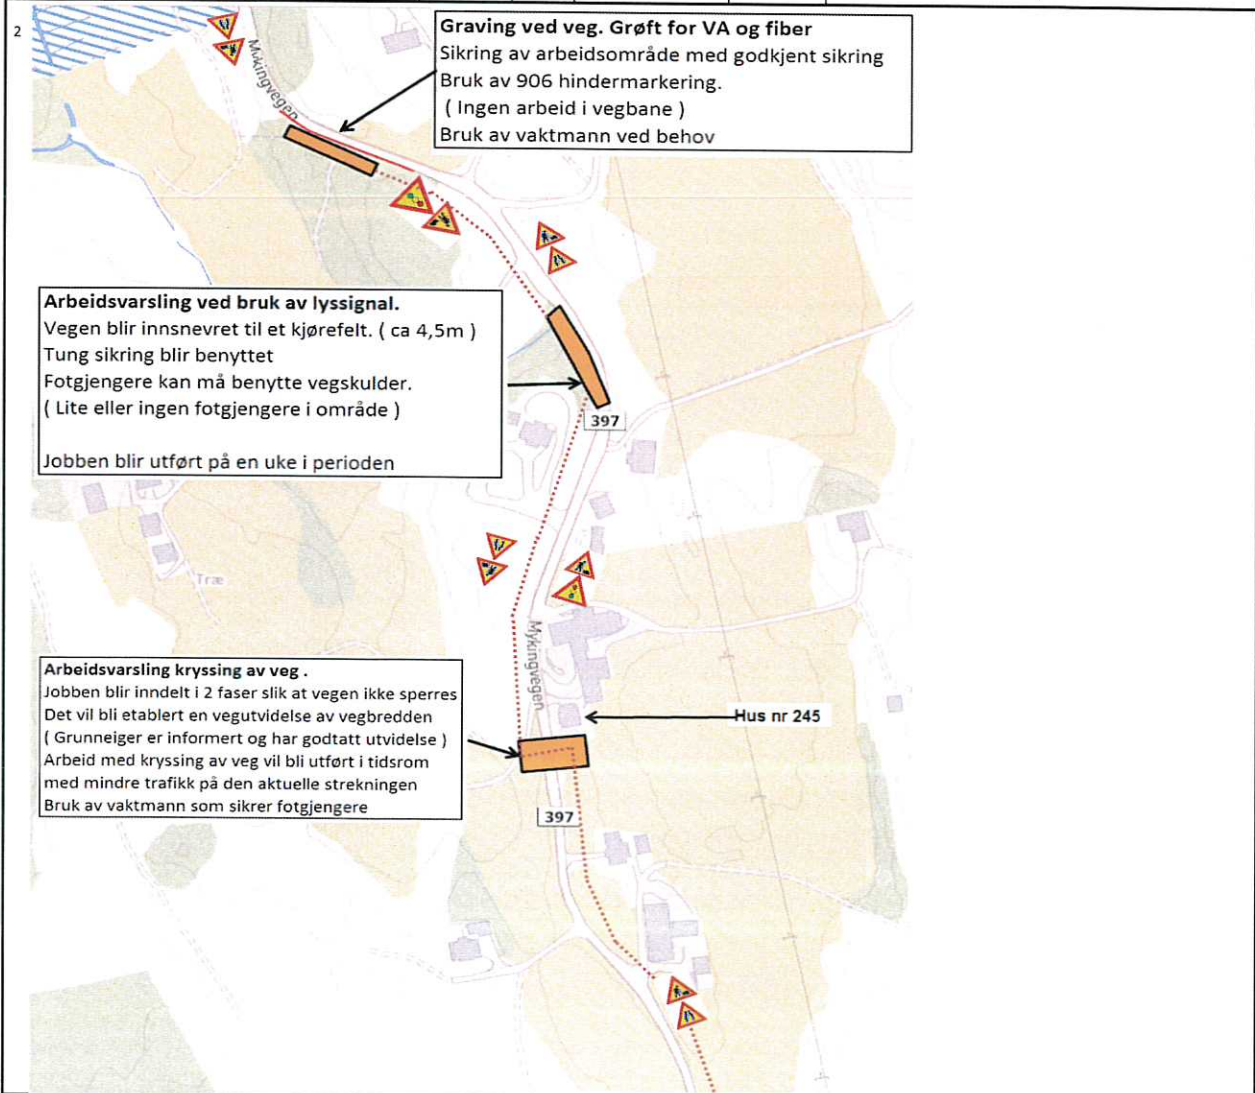 2
Graving ved veg. Grøft for VA og fiber
Sikring av arbeidsområde med godkjent sikring
Bruk av 906 hindermarkering.
( Ingen arbeid i vegbane )
Bruk av vaktmann ved behov
Mykingvegen
Arbeidsvarsling ved bruk av lyssignal.
Vegen blir innsnevret til et kjørefelt. ( ca 4,5m )
Tung sikring blir benyttet
Fotgjengere kan må benytte vegskulder.
( Lite eller ingen fotgjengere i område )
Jobben blir utført på en uke i perioden
397
Træ
Mykingvegen
Arbeidsvarsling kryssing av veg .
Jobben blir inndelt i 2 faser slik at vegen ikke sperres
Det vil bli etablert en vegutvidelse av vegbredden
( Grunneiger er informert og har godtatt utvidelse )
Arbeid med kryssing av veg vil bli utført i tidsrom
med mindre trafikk på den aktuelle strekningen
Bruk av vaktmann som sikrer fotgjengere
Hus nr 245
397